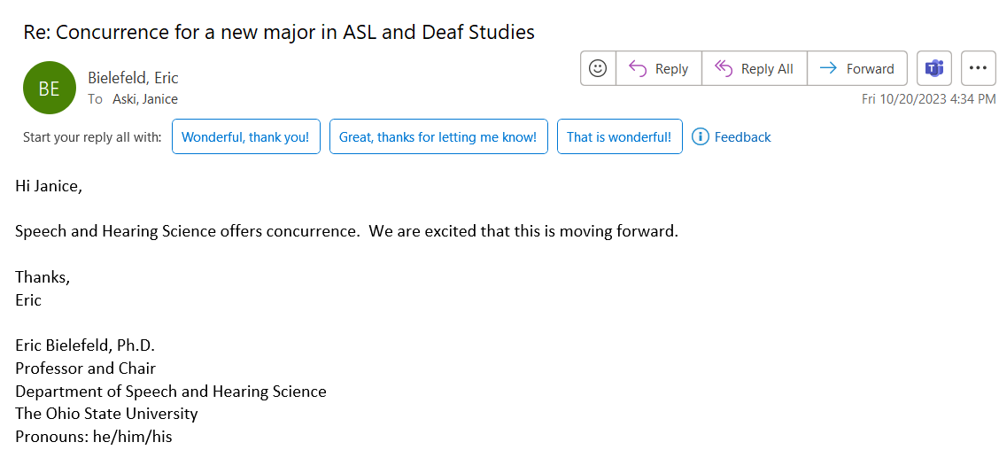 Re: Concurrence for a new major in ASL and Deaf Studies
BE
Bielefeld, Eric
To Aski, Janice
Reply
Reply All
Forward
Fri 10/20/2023 4:34 PM
Start your reply all with:
Wonderful, thank you!
Great, thanks for letting me know!
That is wonderful!
Feedback
Hi Janice,
Speech and Hearing Science offers concurrence.  We are excited that this is moving forward.
Thanks,
Eric
Eric Bielefeld, Ph.D.
Professor and Chair
Department of Speech and Hearing Science
The Ohio State University
Pronouns: he/him/his